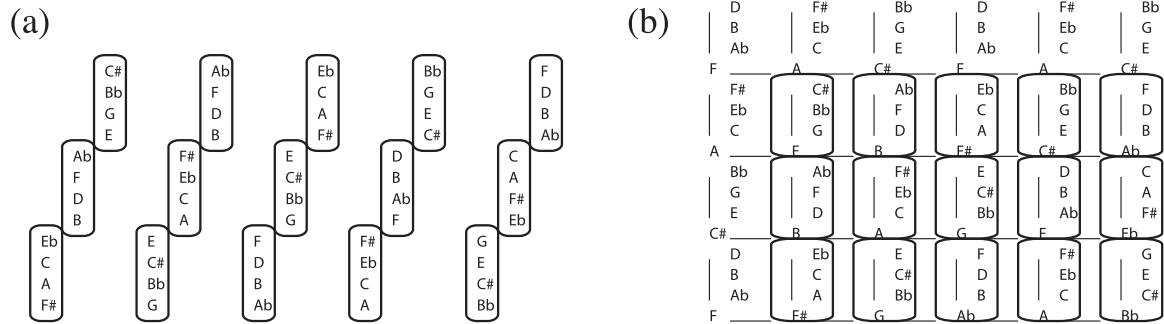 (a)
C# Ab Eb Bb F
Bb F C G D
G D A E B
E B F# C# Ab
Ab F# E D C
F Eb C# B A
D C Bb Ab F#
B A G F Eb
Eb E F F# G
C C# D Eb E
A Bb B C C#
F# G Ab A Bb
(b)
D F# Bb D F# Bb
B Eb G B Eb G
Ab C E Ab C E
F A C# F A C#
F# C# Ab Eb Bb F
Eb Bb F C G D
C G D A E B
A E B F# C# Ab
Bb Ab F# E D C
G F Eb C# B A
E D C Bb Ab F#
C# B A G F Eb
D Eb E F F# G
B C C# D Eb E
Ab A Bb B C C#
F F# G Ab A Bb